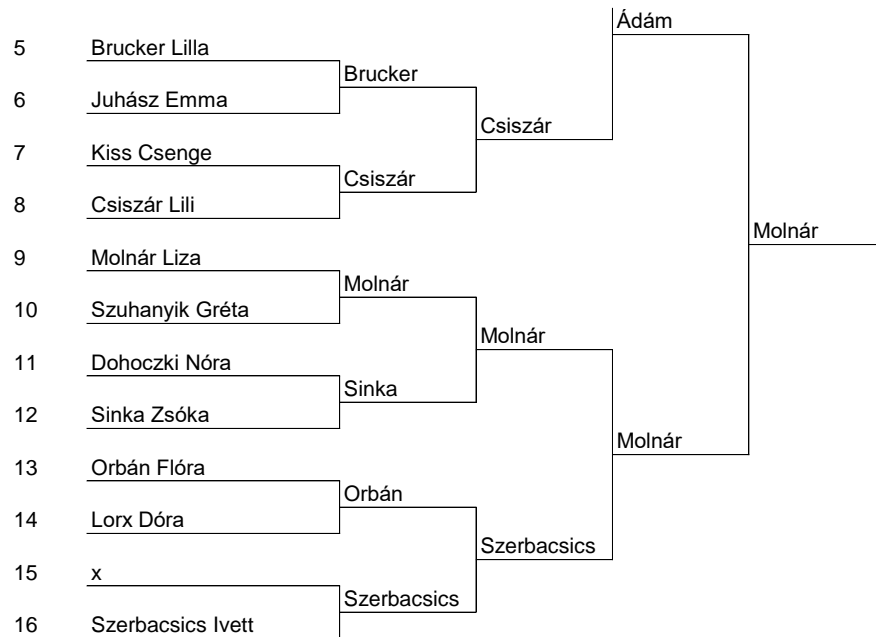 Ádám
5 Brucker Lilla
Brucker
6 Juhász Emma
Csiszár
7 Kiss Csenge
Csiszár
8 Csiszár Lili
Molnár
9 Molnár Liza
Molnár
10 Szuhanyik Gréta
Molnár
11 Dohoczki Nóra
Sinka
12 Sinka Zsóka
Molnár
13 Orbán Flóra
Orbán
14 Lorx Dóra
Szerbacsics
15 x
Szerbacsics
16 Szerbacsics Ivett